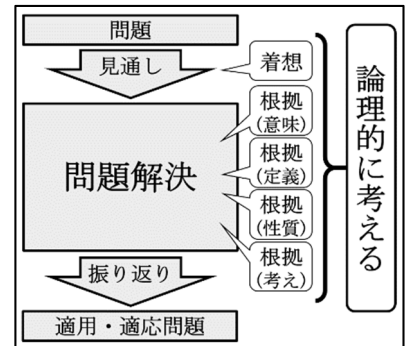 問題
見通し
着想
問題解決
根拠
(意味)
根拠
(定義)
根拠
(性質)
根拠
(考え)
振り返り
適用・適応問題
論理的に考える